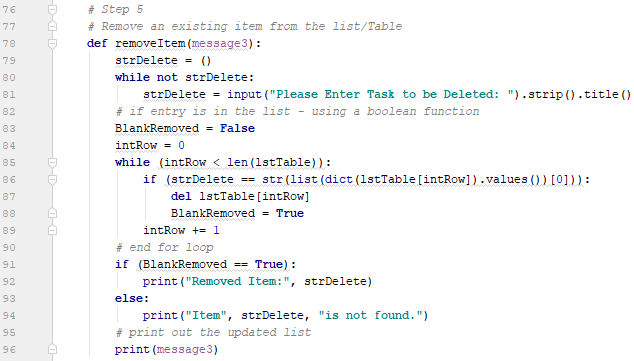 76 # Step 5
77 # Remove an existing item from the list/Table
78 def removeItem(message3):
79 strDelete = ()
80 while not strDelete:
81 strDelete = input("Please Enter Task to be Deleted: ").strip().title()
82 # if entry is in the list - using a boolean function
83 BlankRemoved = False
84 intRow = 0
85 while (intRow < len(lstTable)):
86 if (strDelete == str(list(dict(lstTable[intRow]).values())[0])):
87 del lstTable[intRow]
88 BlankRemoved = True
89 intRow += 1
90 # end for loop
91 if (BlankRemoved == True):
92 print("Removed Item:", strDelete)
93 else:
94 print("Item", strDelete, "is not found.")
95 # print out the updated list
96 print(message3)